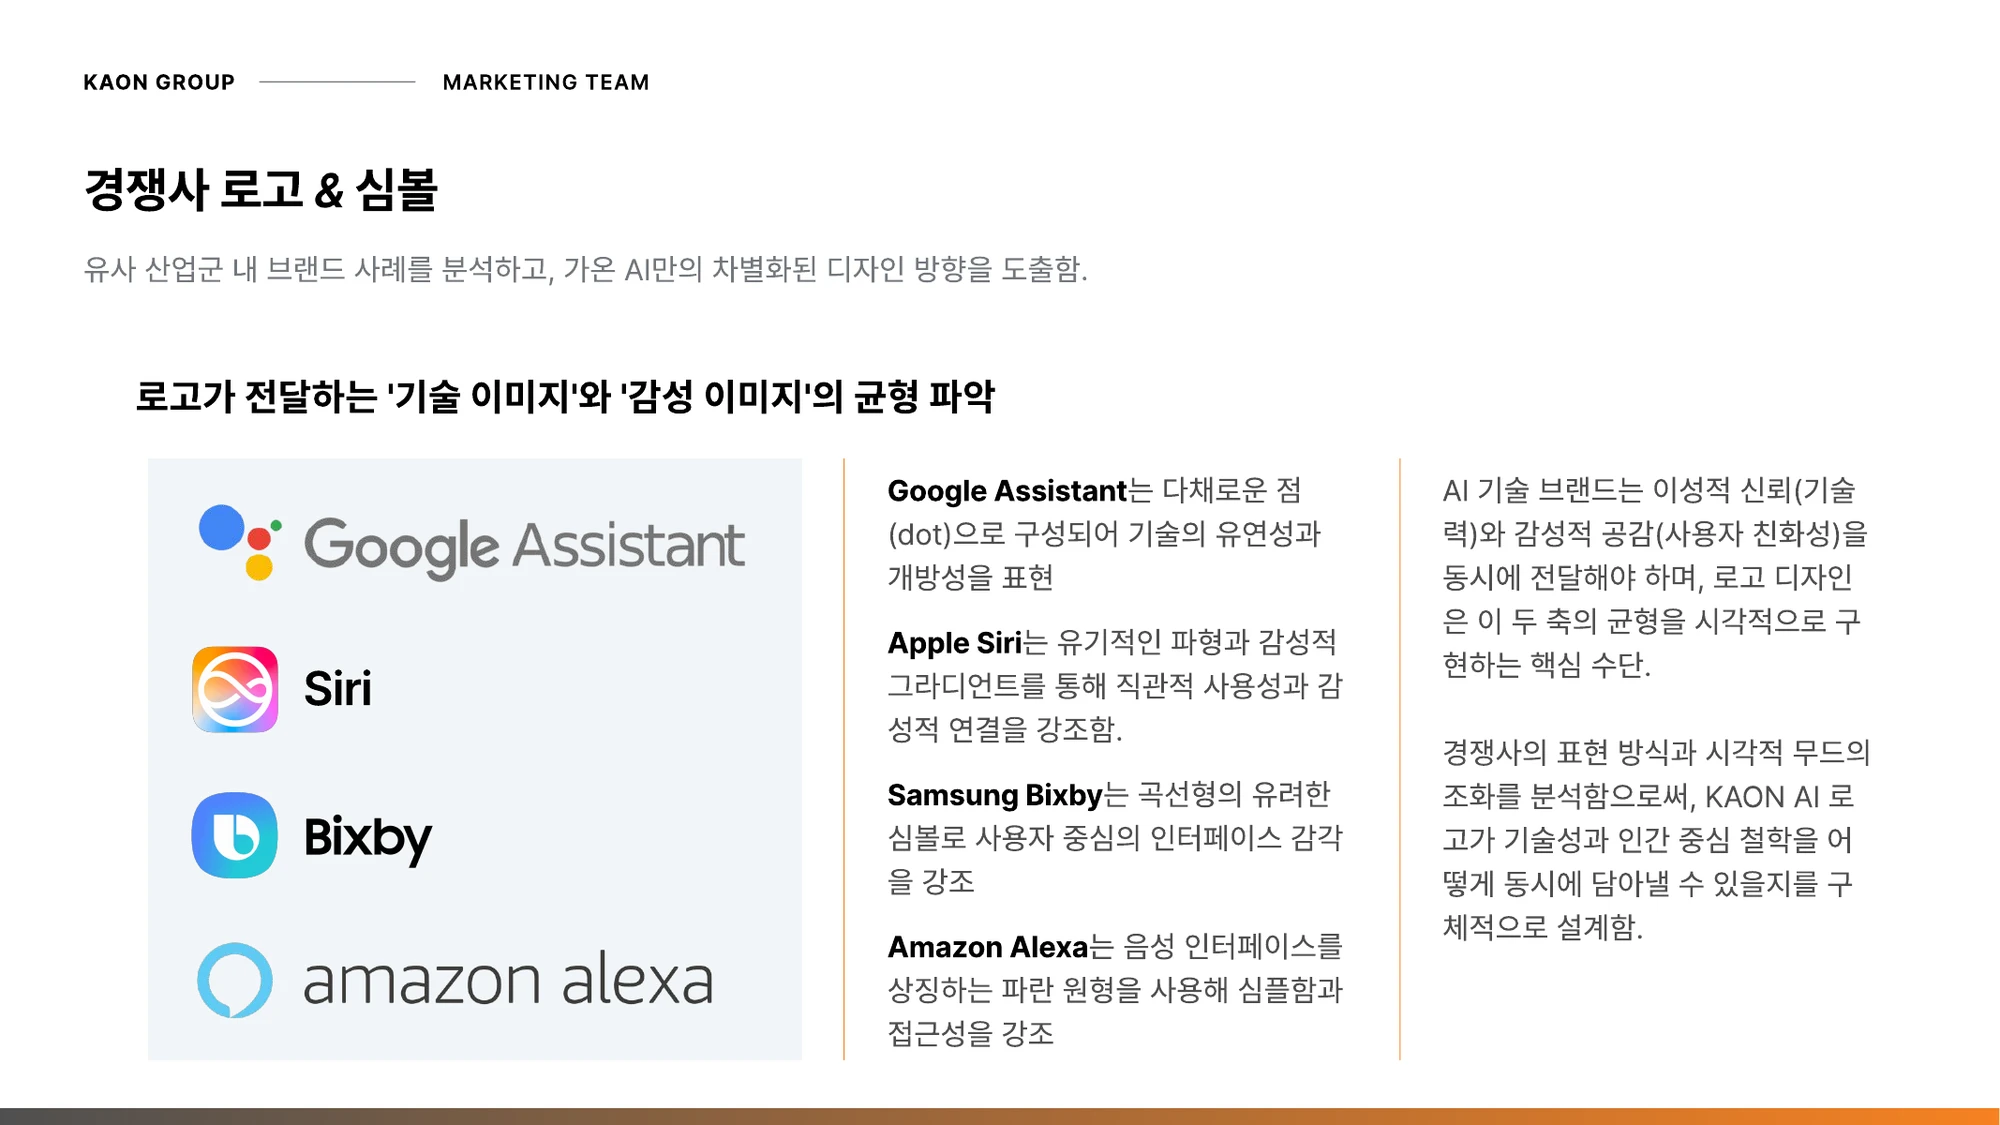 KAON GROUP
MARKETING TEAM
경쟁사 로고 & 심볼
유사 산업군 내 브랜드 사례를 분석하고, 가온 AI만의 차별화된 디자인 방향을 도출함.
로고가 전달하는 '기술 이미지'와 '감성 이미지'의 균형 파악
Google Assistant
Siri
Bixby
amazon alexa
Google Assistant는 다채로운 점
(dot)으로 구성되어 기술의 유연성과
개방성을 표현
Apple Siri는 유기적인 파형과 감성적
그라디언트를 통해 직관적 사용성과 감
성적 연결을 강조함.
Samsung Bixby는 곡선형의 유려한
심볼로 사용자 중심의 인터페이스 감각
을 강조
Amazon Alexa는 음성 인터페이스를
상징하는 파란 원형을 사용해 심플함과
접근성을 강조
AI 기술 브랜드는 이성적 신뢰(기술
력)와 감성적 공감(사용자 친화성)을
동시에 전달해야 하며, 로고 디자인
은 이 두 축의 균형을 시각적으로 구
현하는 핵심 수단.
경쟁사의 표현 방식과 시각적 무드의
조화를 분석함으로써, KAON AI 로
고가 기술성과 인간 중심 철학을 어
떻게 동시에 담아낼 수 있을지를 구
체적으로 설계함.